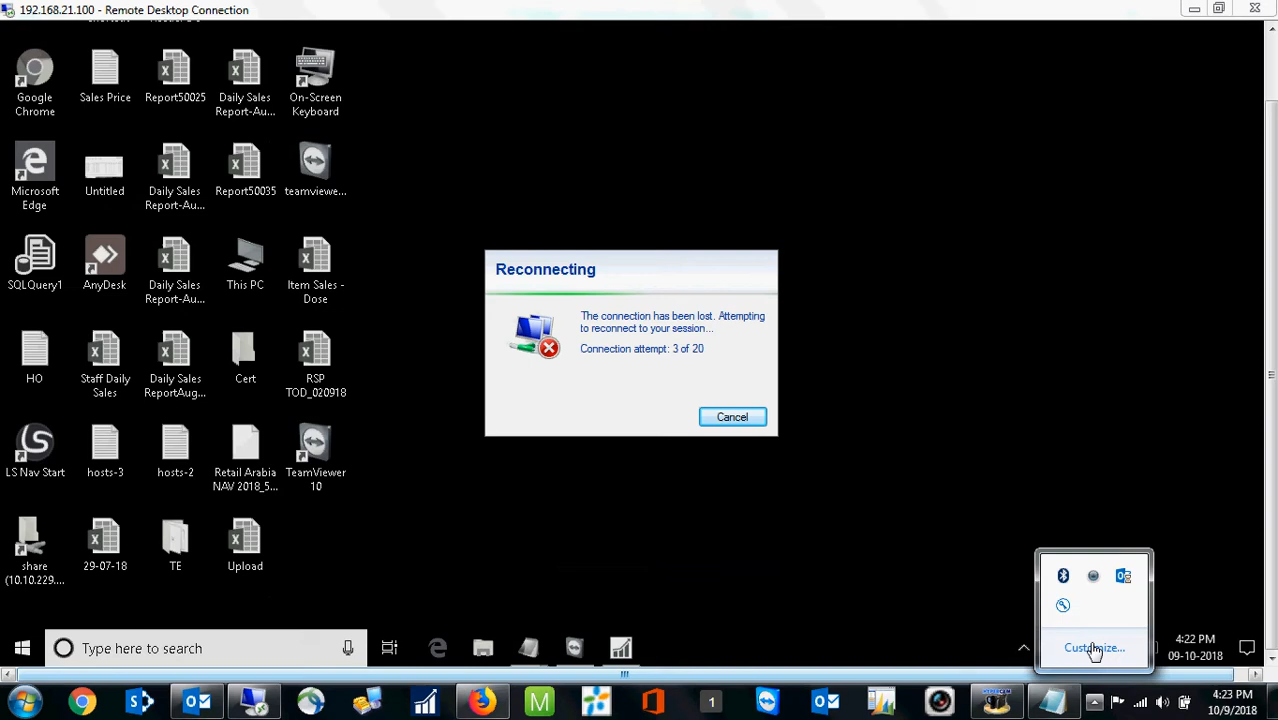 192.168.21.100 - Remote Desktop Connection
Google
Chrome
Sales Price
Report50025
Daily Sales
Report-Au...
On-Screen
Keyboard
Microsoft
Edge
Untitled
Daily Sales
Report-Au...
Report50035
teamviewe...
SQLQuery1
AnyDesk
Daily Sales
Report-Au...
This PC
Item Sales -
Dose
HO
Staff Daily
Sales
Daily Sales
ReportAug...
Cert
RSP
TOD_020918
LS Nav Start
hosts-3
hosts-2
Retail Arabia
NAV 2018_5...
TeamViewer
10
share
(10.10.229....
29-07-18
TE
Upload
Reconnecting
The connection has been lost. Attempting
to reconnect to your session...
Connection attempt: 3 of 20
Cancel
Customize...
Type here to search
4:22 PM
09-10-2018
1
4:23 PM
10/9/2018